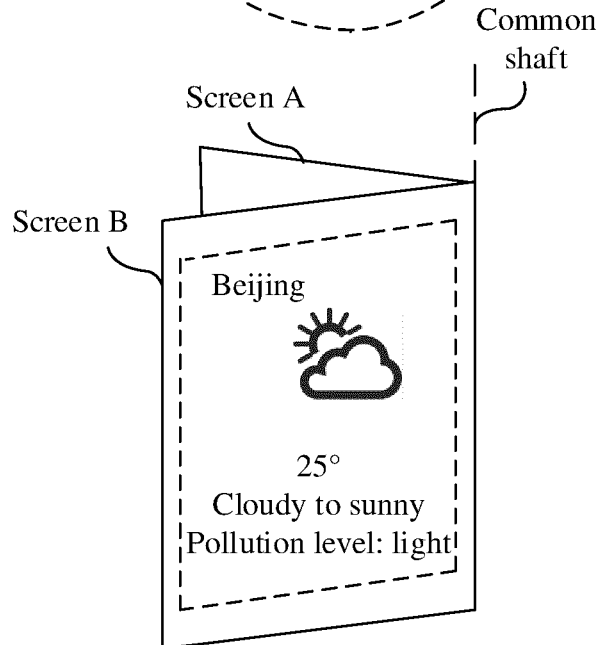 Common
shaft
Screen A
Screen B
Beijing
25°
Cloudy to sunny
Pollution level: light